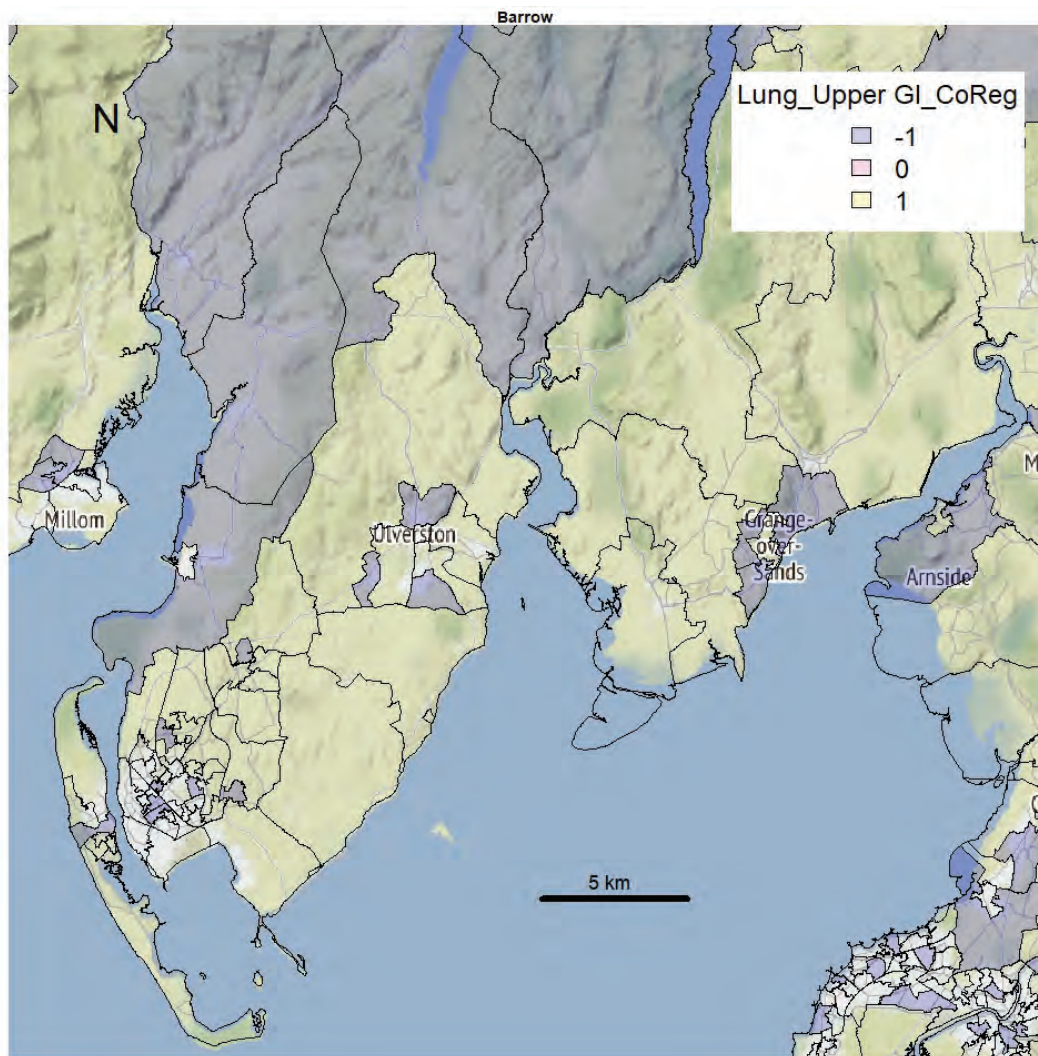 Barrow
N
Lung_Upper GI_CoReg
-1
0
1
Millom
Ulverston
Grange-
over-
Sands
Arnside
M
5 km